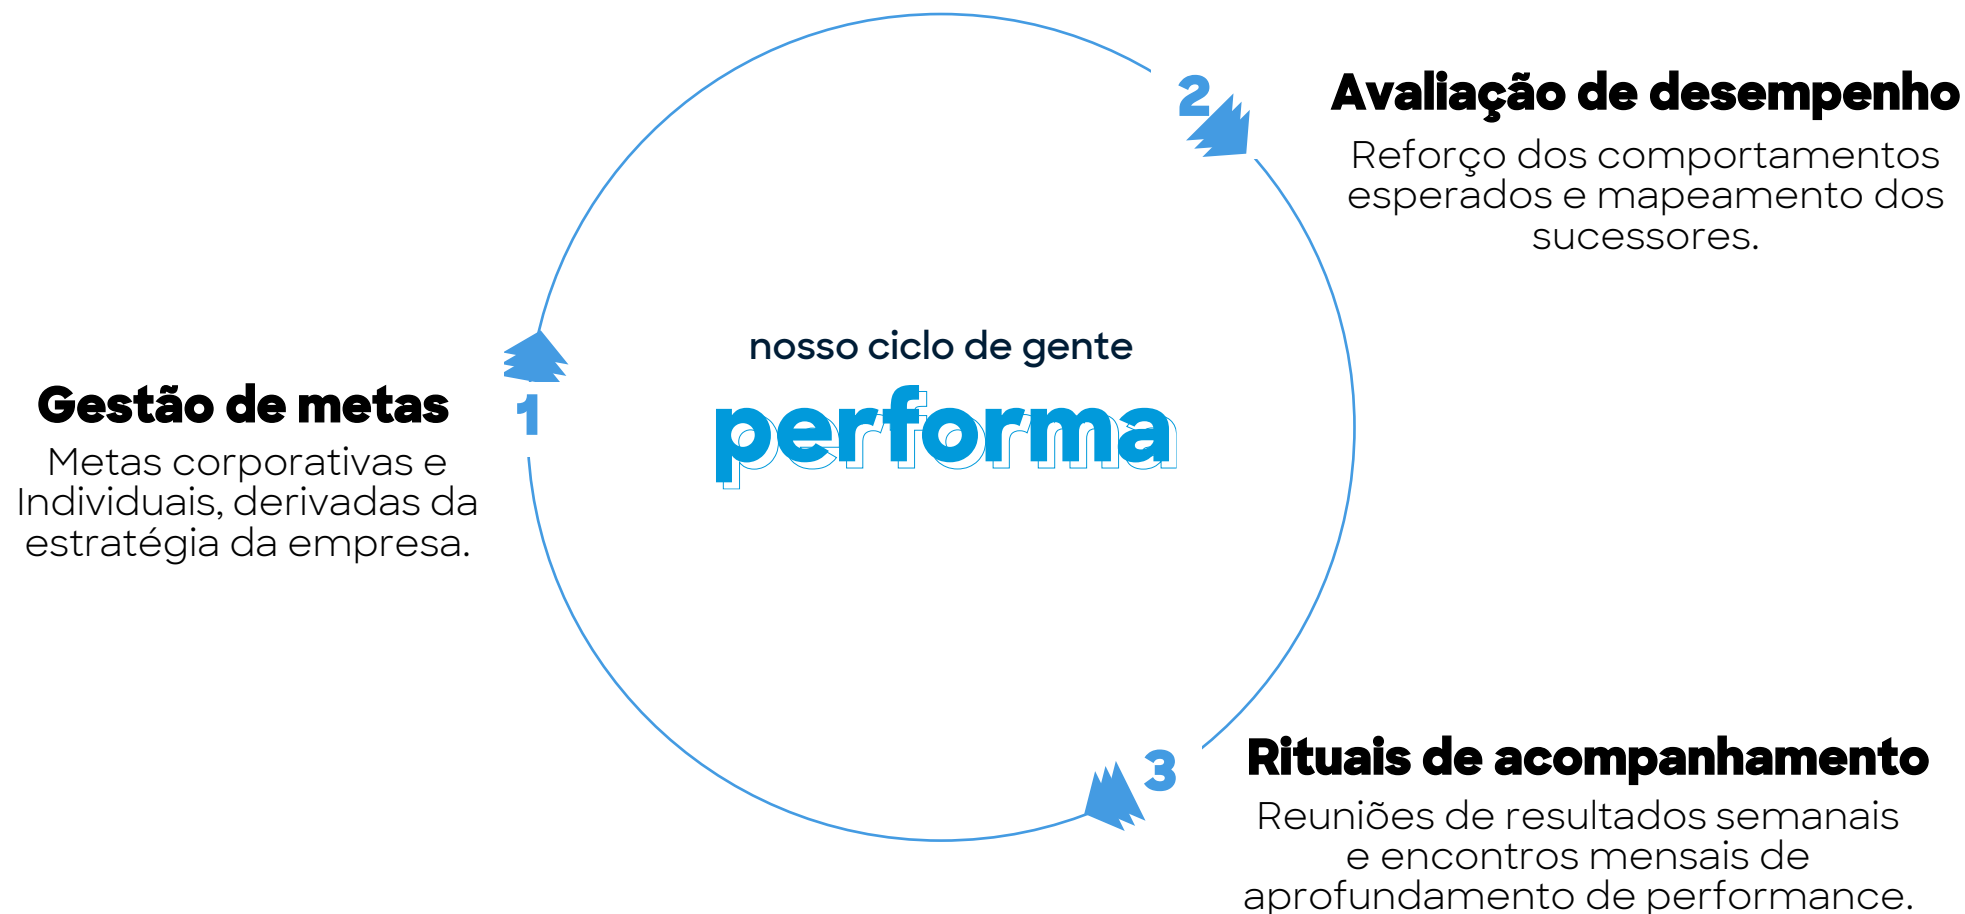 2
Avaliação de desempenho
Reforço dos comportamentos
esperados e mapeamento dos
sucessores.
nosso ciclo de gente
performa
1
Gestão de metas
Metas corporativas e
Individuais, derivadas da
estratégia da empresa.
3
Rituais de acompanhamento
Reuniões de resultados semanais
e encontros mensais de
aprofundamento de performance.